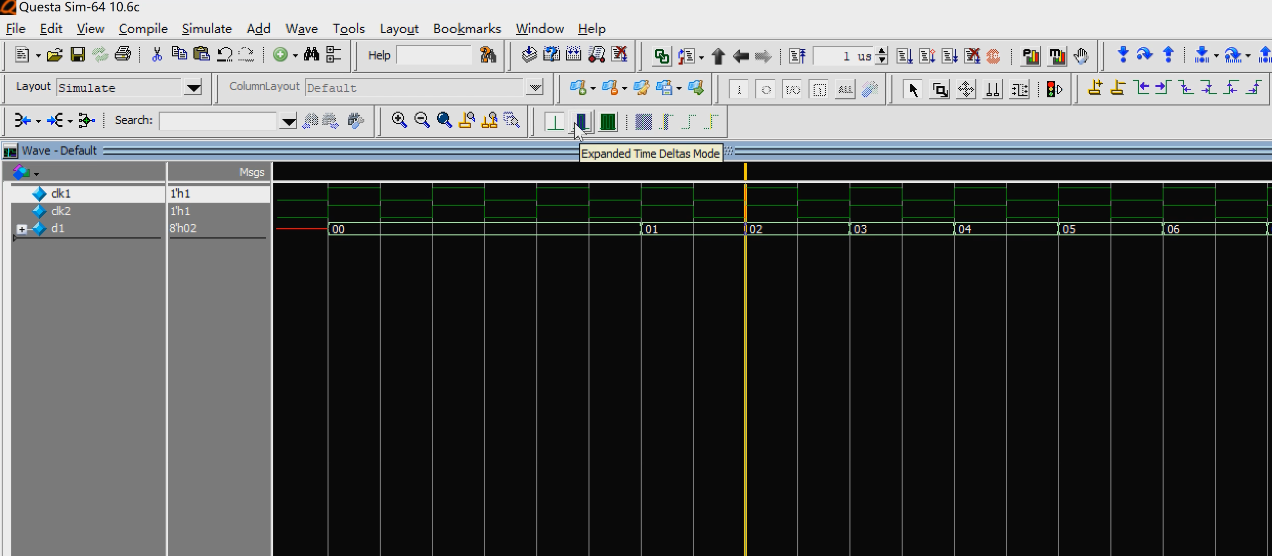 Questa Sim-64 10.6c
File Edit View Compile Simulate Add Wave Tools Layout Bookmarks Window Help
Help 1 us
Layout Simulate ColumnLayout Default ALL
Search:
Expanded Time Deltas Mode
Wave - Default
Msgs
clk1 1'h1
clk2 1'h1
d1 8'h02 00 01 02 03 04 05 06